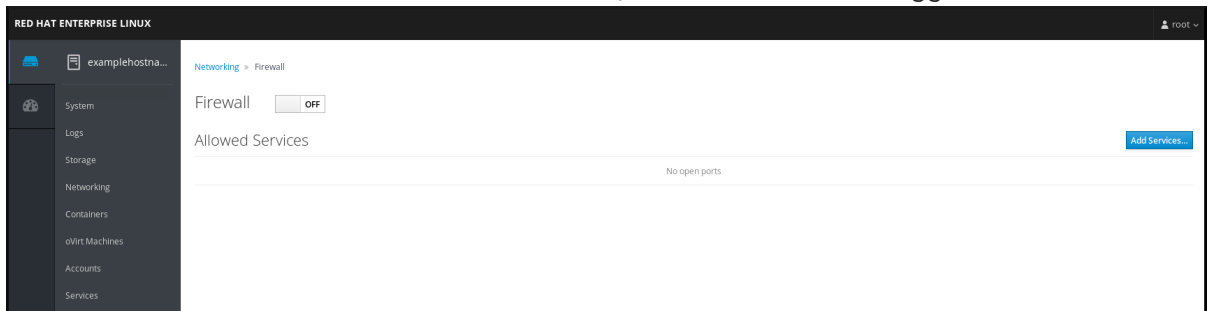 RED HAT ENTERPRISE LINUX
root
examplehostna...
Networking » Firewall
System
Firewall OFF
Logs
Allowed Services
Add Services...
Storage
No open ports
Networking
Containers
oVirt Machines
Accounts
Services